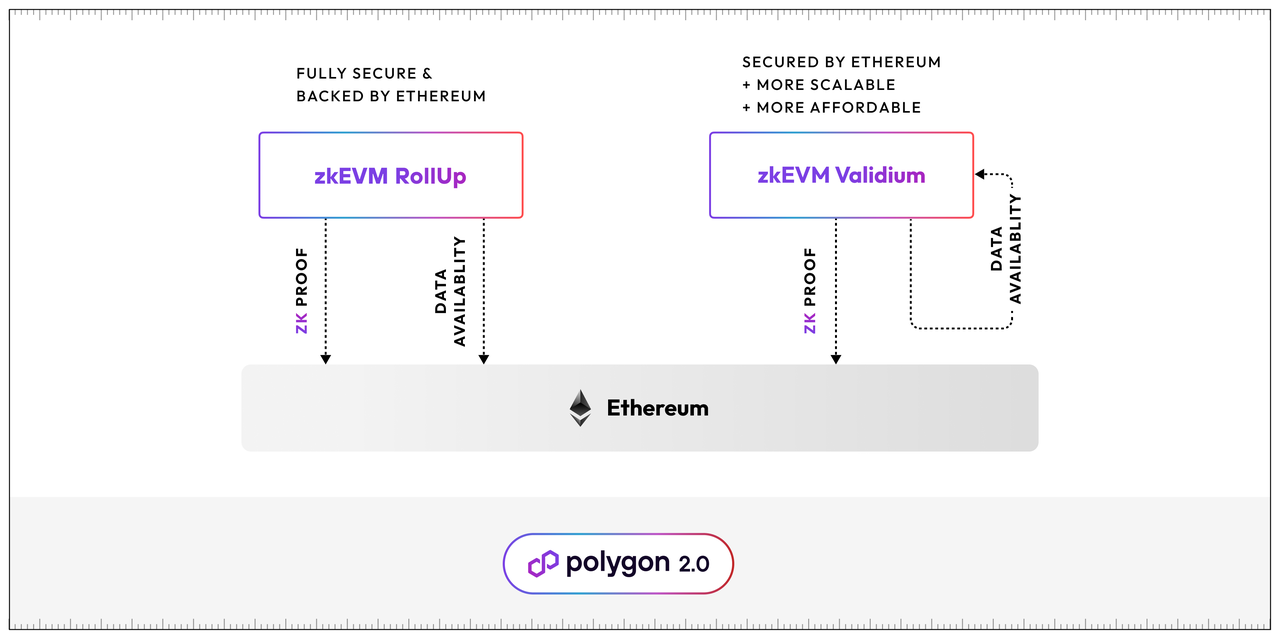 FULLY SECURE &
BACKED BY ETHEREUM
SECURED BY ETHEREUM
+ MORE SCALABLE
+ MORE AFFORDABLE
zkEVM RollUp
zkEVM Validium
ZK PROOF
DATA
AVAILABLITY
ZK PROOF
DATA
AVAILABLITY
Ethereum
polygon 2.0